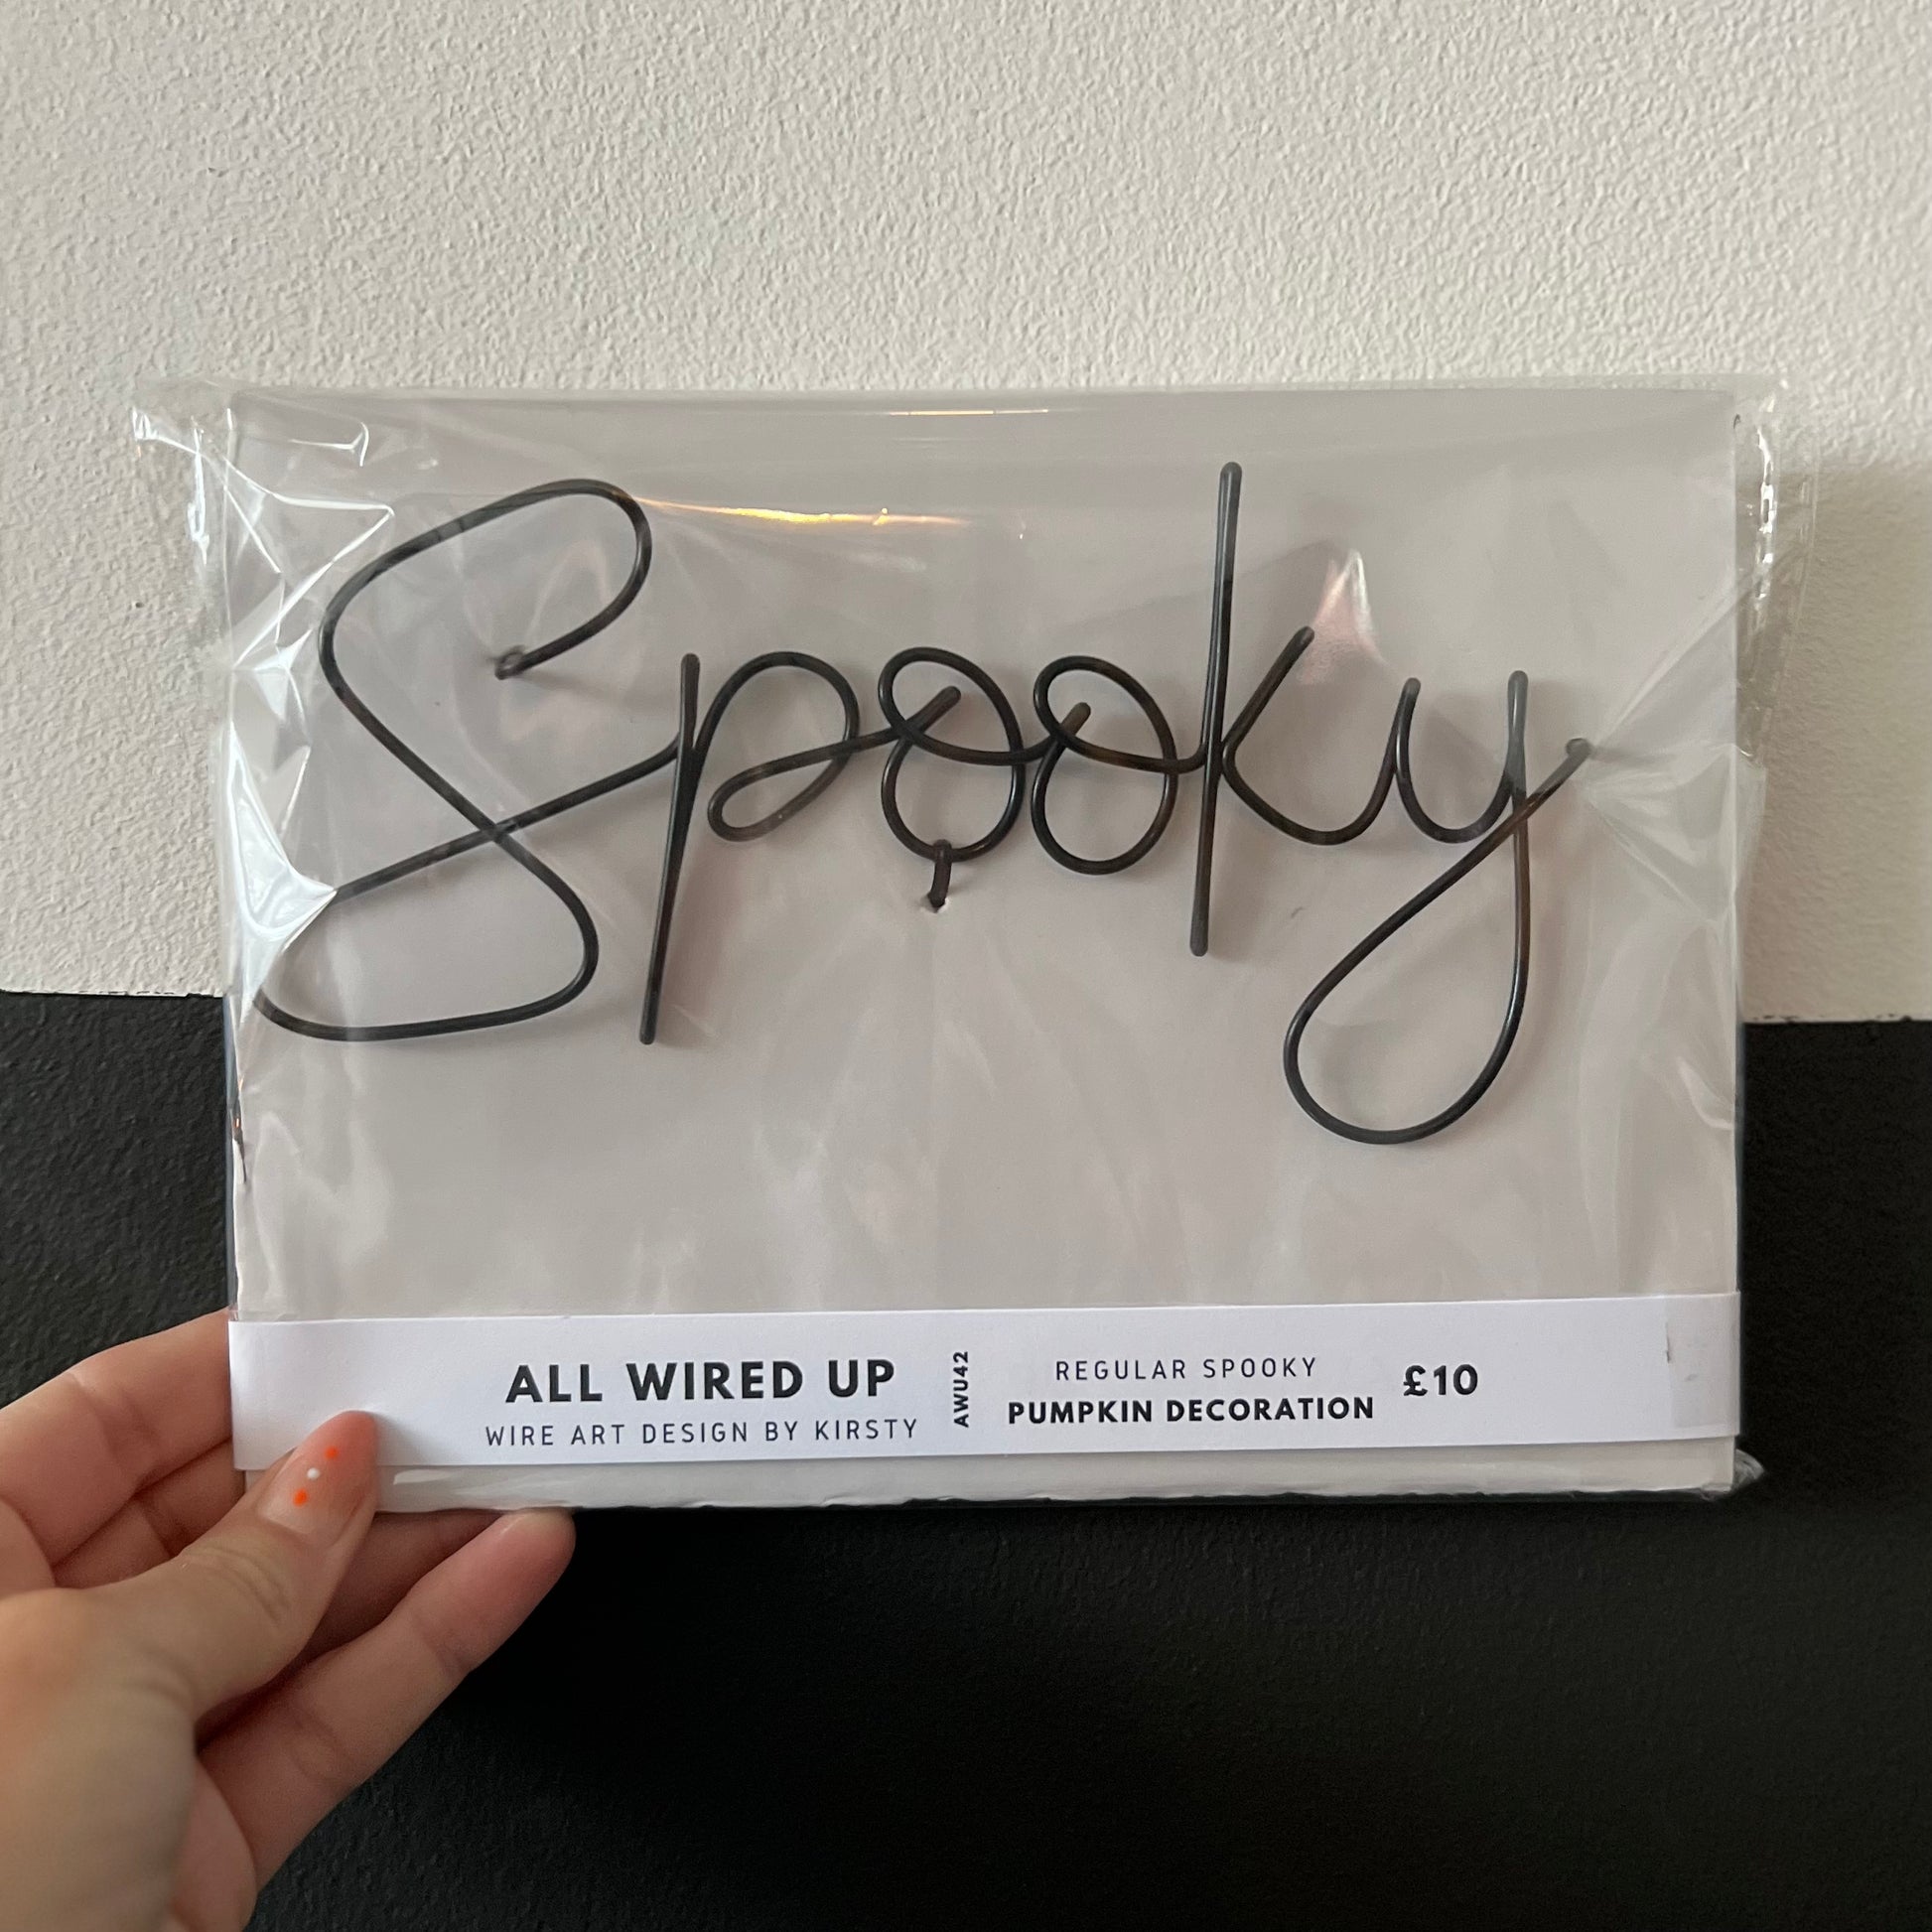 Spooky
ALL WIRED UP
WIRE ART DESIGN BY KIRSTY
AWU42
REGULAR SPOOKY
PUMPKIN DECORATION
£10